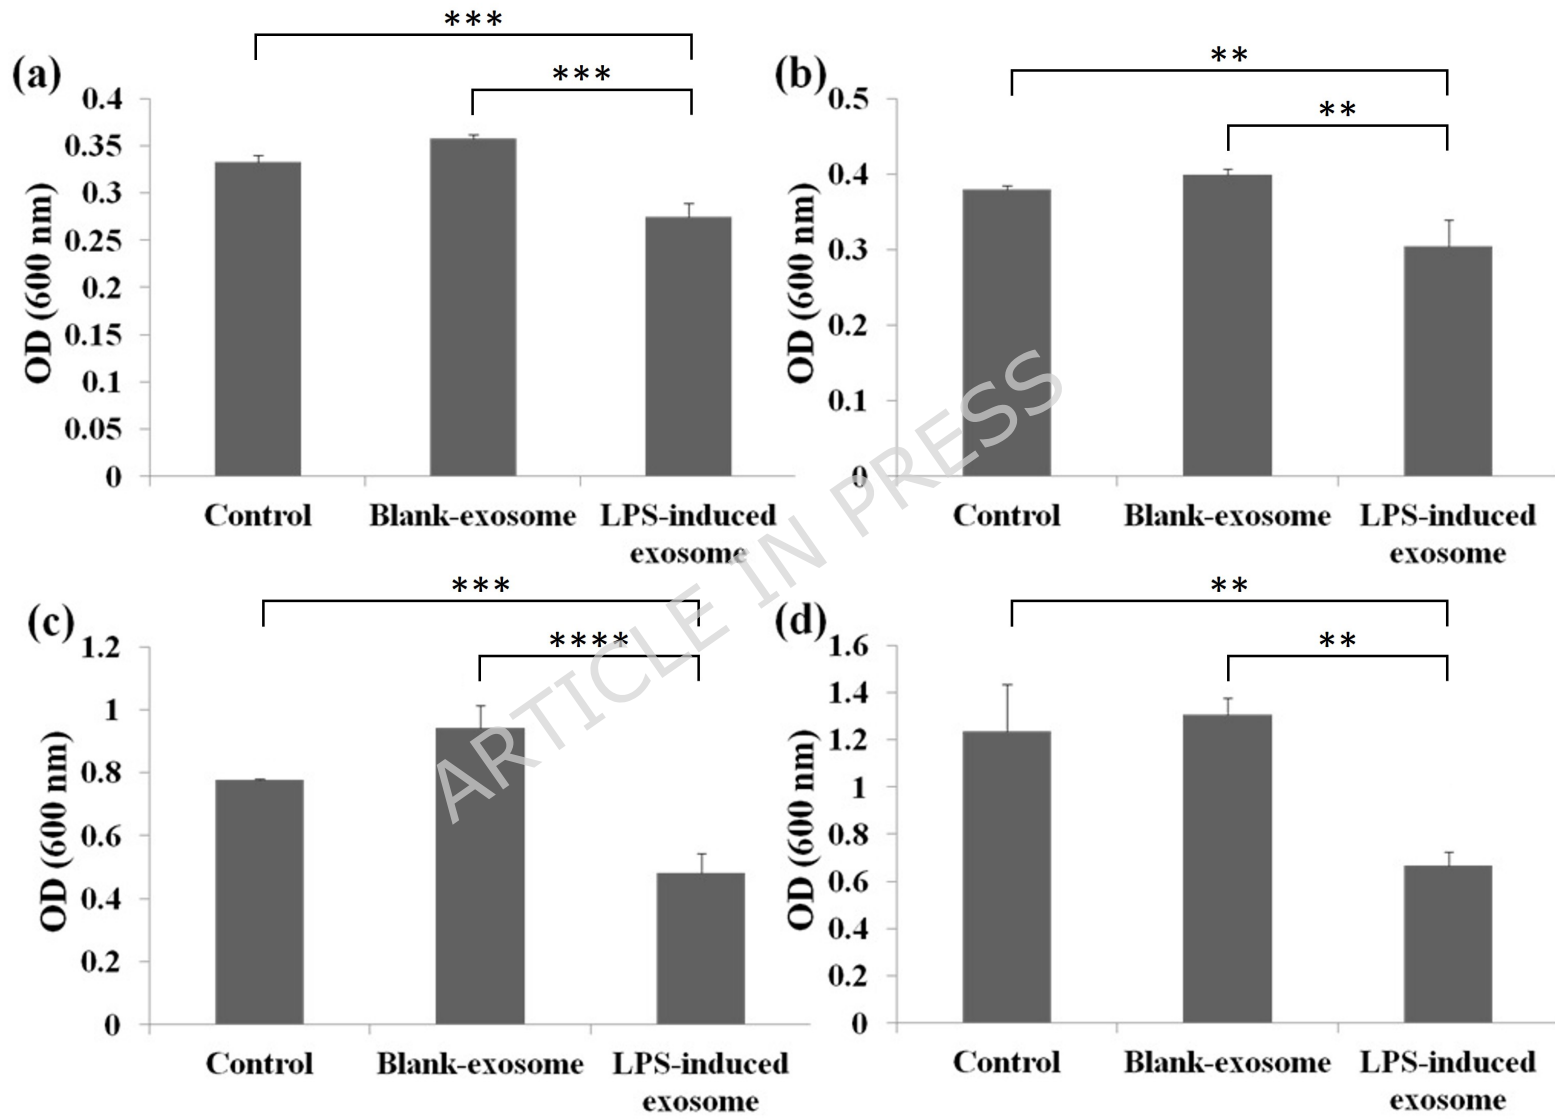 (a)
***
***
0.4
0.35
0.3
0.25
0.2
0.15
0.1
0.05
0
OD (600 nm)
Control
Blank-exosome
LPS-induced
exosome
(b)
**
**
0.5
0.4
0.3
0.2
0.1
0
OD (600 nm)
Control
Blank-exosome
LPS-induced
exosome
(c)
***
****
1.2
1
0.8
0.6
0.4
0.2
0
OD (600 nm)
Control
Blank-exosome
LPS-induced
exosome
(d)
**
**
1.6
1.4
1.2
1
0.8
0.6
0.4
0.2
0
OD (600 nm)
Control
Blank-exosome
LPS-induced
exosome
ARTICLE IN PRESS